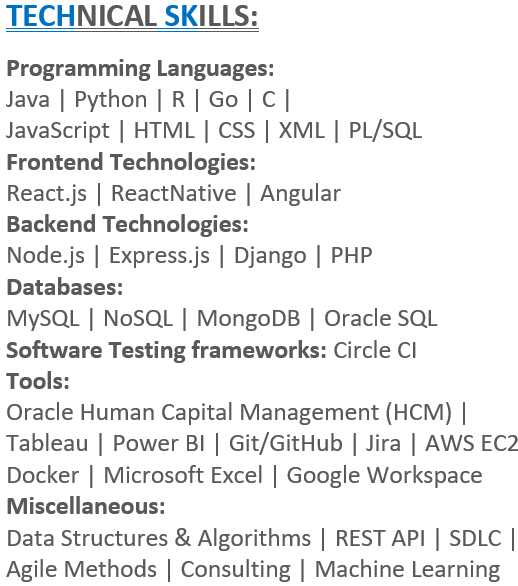 TECHNICAL SKILLS:
Programming Languages:
Java | Python | R | Go | C |
JavaScript | HTML | CSS | XML | PL/SQL
Frontend Technologies:
React.js | ReactNative | Angular
Backend Technologies:
Node.js | Express.js | Django | PHP
Databases:
MySQL | NoSQL | MongoDB | Oracle SQL
Software Testing frameworks: Circle CI
Tools:
Oracle Human Capital Management (HCM) |
Tableau | Power BI | Git/GitHub | Jira | AWS EC2
Docker | Microsoft Excel | Google Workspace
Miscellaneous:
Data Structures & Algorithms | REST API | SDLC |
Agile Methods | Consulting | Machine Learning